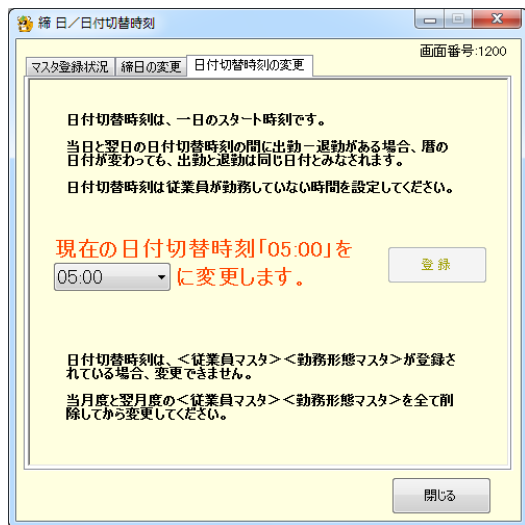 締 日／日付切替時刻
画面番号:1200
マスタ登録状況
締日の変更
日付切替時刻の変更
日付切替時刻は、一日のスタート時刻です。
当日と翌日の日付切替時刻の間に出勤－退勤がある場合、暦の
日付が変わっても、出勤と退勤は同じ日付とみなされます。
日付切替時刻は従業員が勤務していない時間を設定してください。
現在の日付切替時刻「05:00」を
05:00 に変更します。
登録
日付切替時刻は、＜従業員マスタ＞＜勤務形態マスタ＞が登録さ
れている場合、変更できません。
当月度と翌月度の＜従業員マスタ＞＜勤務形態マスタ＞を全て削
除してから変更してください。
閉じる